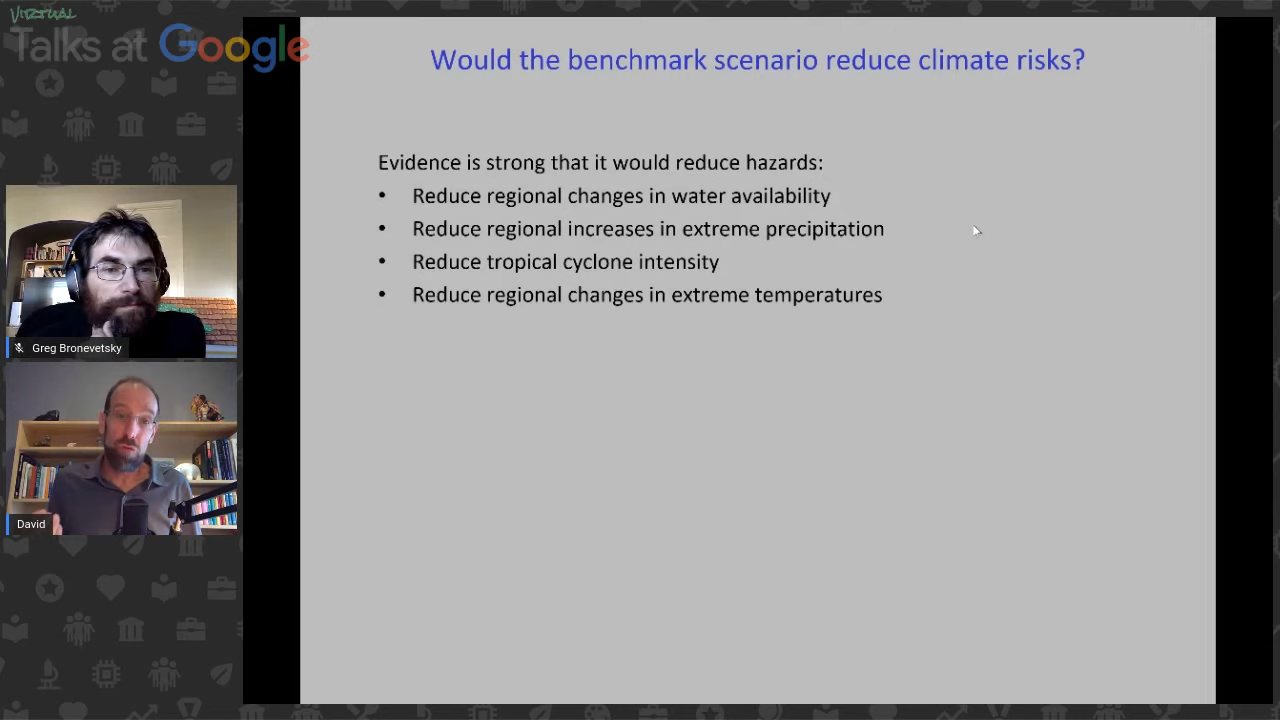 VIRTUAL
Talks at Google
Would the benchmark scenario reduce climate risks?
Evidence is strong that it would reduce hazards:
• Reduce regional changes in water availability
• Reduce regional increases in extreme precipitation
• Reduce tropical cyclone intensity
• Reduce regional changes in extreme temperatures
Greg Bronevetsky
David